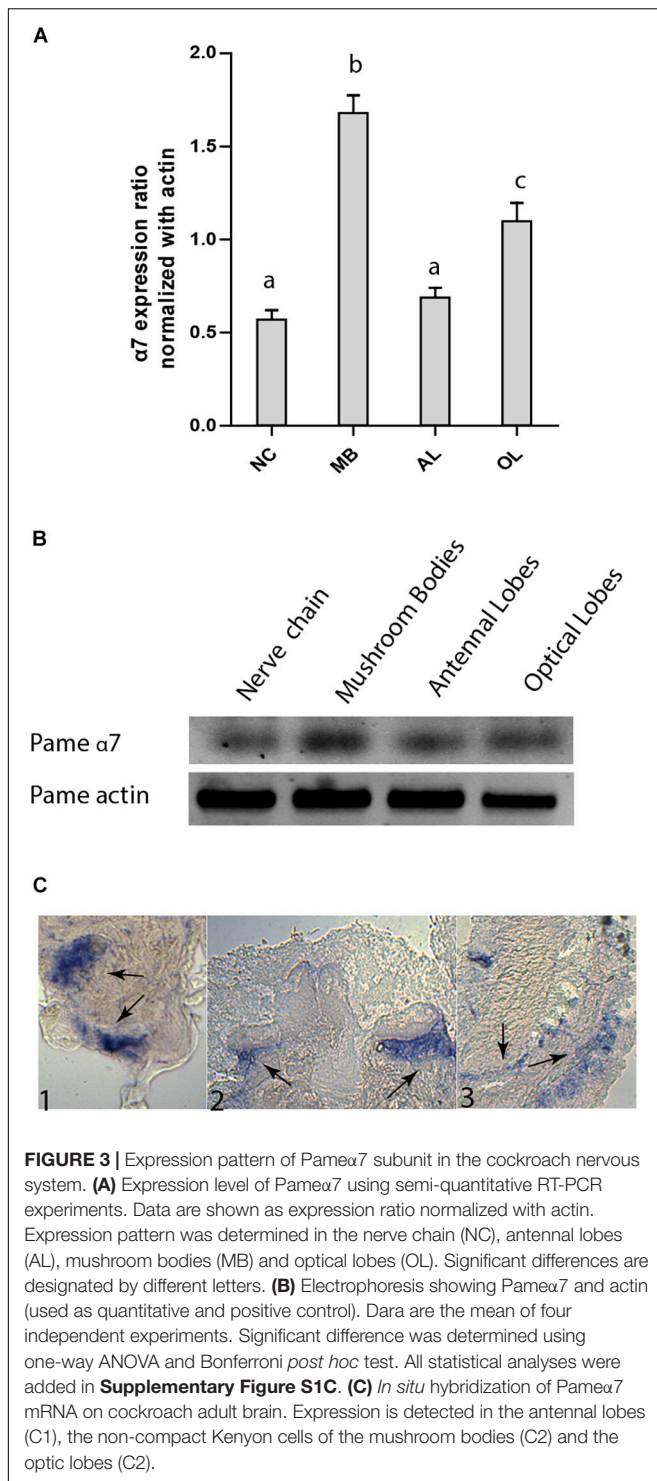 A
α7 expression ratio
normalized with actin
2.0
1.5
1.0
0.5
0.0
a
b
a
c
NC
MB
AL
OL
B
Nerve chain
Mushroom Bodies
Antennal Lobes
Optical Lobes
Pame α7
Pame actin
C
1
2
3
FIGURE 3 | Expression pattern of Pameα7 subunit in the cockroach nervous
system. (A) Expression level of Pameα7 using semi-quantitative RT-PCR
experiments. Data are shown as expression ratio normalized with actin.
Expression pattern was determined in the nerve chain (NC), antennal lobes
(AL), mushroom bodies (MB) and optical lobes (OL). Significant differences are
designated by different letters. (B) Electrophoresis showing Pameα7 and actin
(used as quantitative and positive control). Dara are the mean of four
independent experiments. Significant difference was determined using
one-way ANOVA and Bonferroni post hoc test. All statistical analyses were
added in Supplementary Figure S1C. (C) In situ hybridization of Pameα7
mRNA on cockroach adult brain. Expression is detected in the antennal lobes
(C1), the non-compact Kenyon cells of the mushroom bodies (C2) and the
optic lobes (C2).